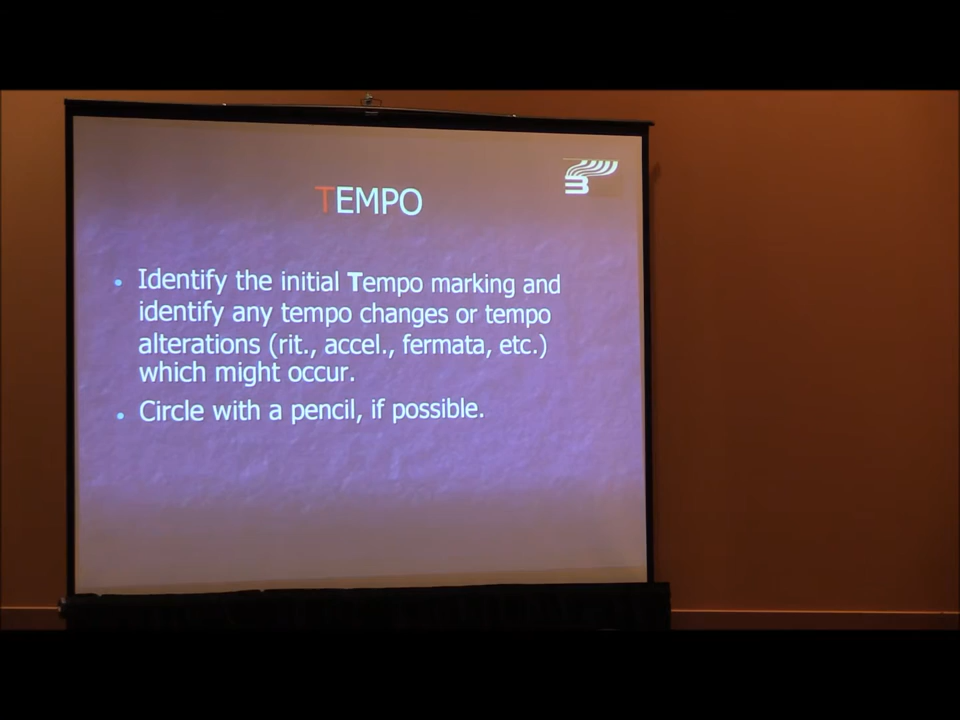 TEMPO
• Identify the initial Tempo marking and
identify any tempo changes or tempo
alterations (rit., accel., fermata, etc.)
which might occur.
• Circle with a pencil, if possible.